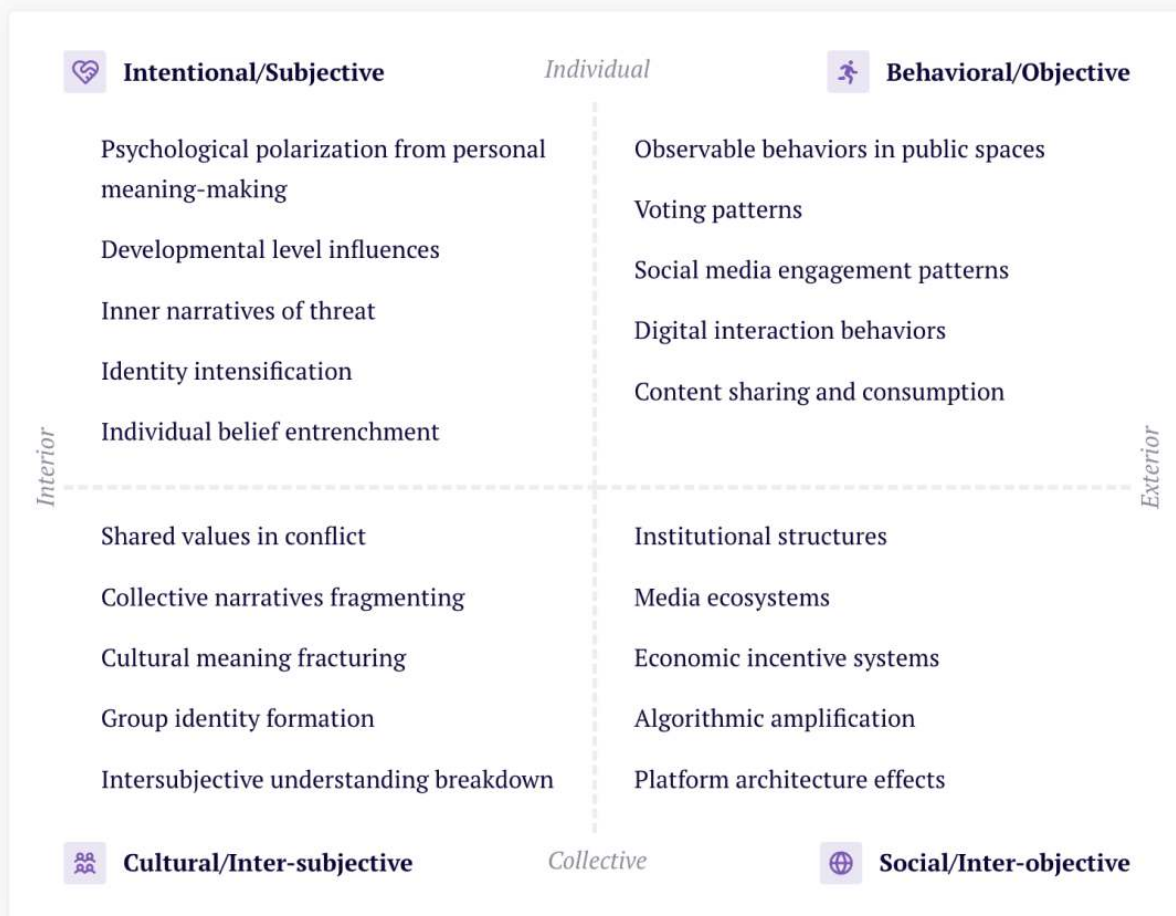 Intentional/Subjective
Individual
Behavioral/Objective
Psychological polarization from personal
meaning-making
Developmental level influences
Inner narratives of threat
Identity intensification
Individual belief entrenchment
Observable behaviors in public spaces
Voting patterns
Social media engagement patterns
Digital interaction behaviors
Content sharing and consumption
Interior
Exterior
Shared values in conflict
Collective narratives fragmenting
Cultural meaning fracturing
Group identity formation
Intersubjective understanding breakdown
Institutional structures
Media ecosystems
Economic incentive systems
Algorithmic amplification
Platform architecture effects
Cultural/Inter-subjective
Collective
Social/Inter-objective